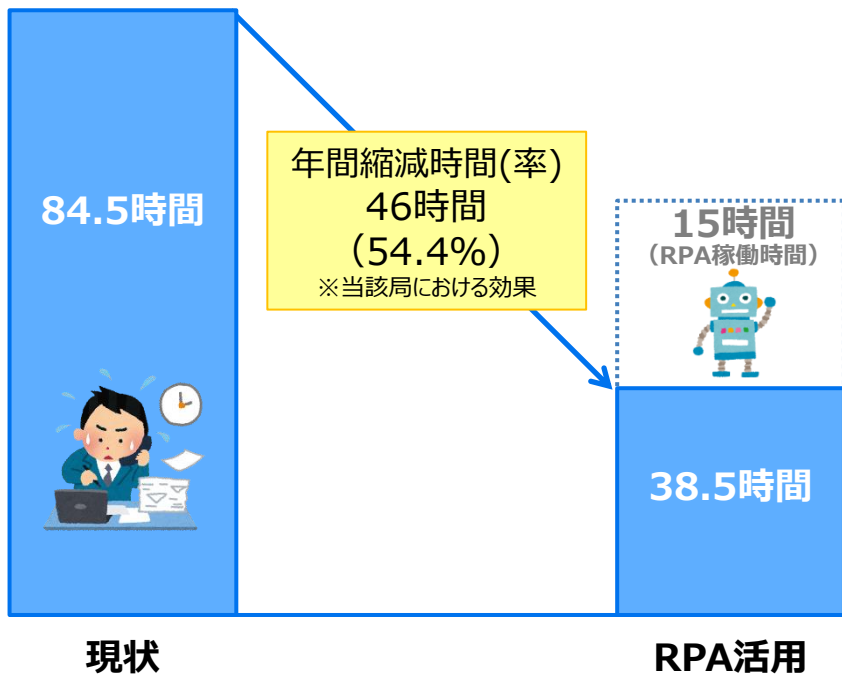 84.5時間
年間縮減時間(率)
46時間
（54.4%）
※当該局における効果
15時間
（RPA稼働時間）
38.5時間
現状
RPA活用